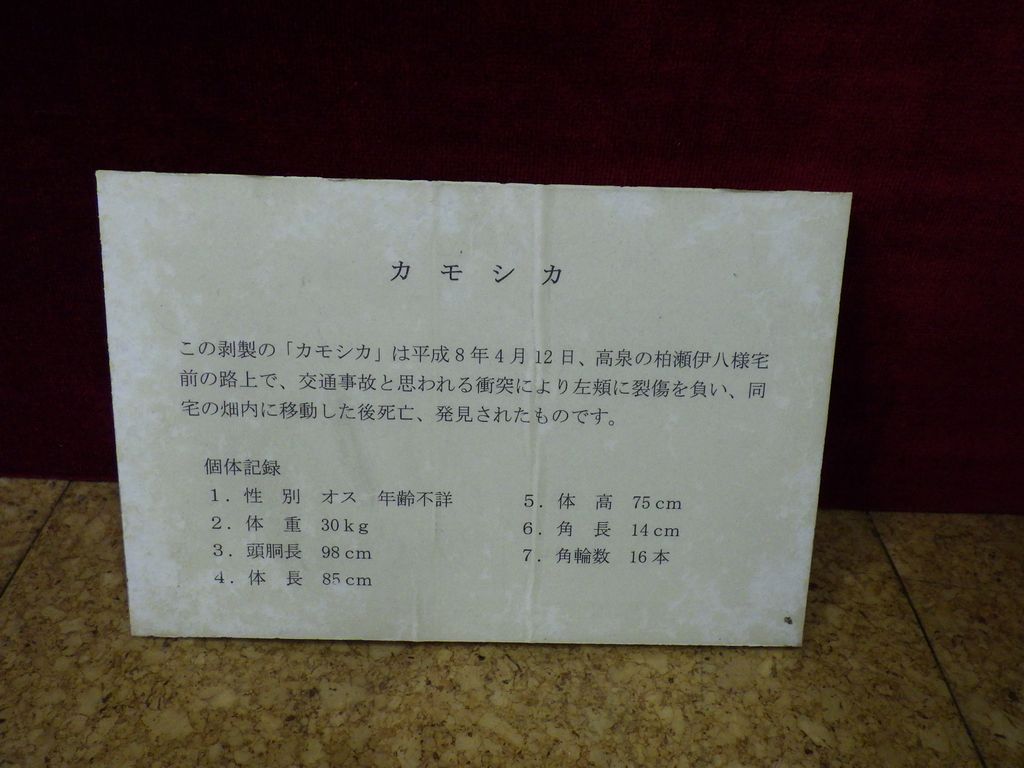 カモシカ
この剥製の「カモシカ」は平成8年4月12日、高泉の柏瀬伊八様宅
前の路上で、交通事故と思われる衝突により左頬に裂傷を負い、同
宅の畑内に移動した後死亡、発見されたものです。
個体記録
1．性 別 オス 年齢不詳
2．体 重 30kg
3．頭胴長 98cm
4．体 長 85cm
5．体 高 75cm
6．角 長 14cm
7．角輪数 16本